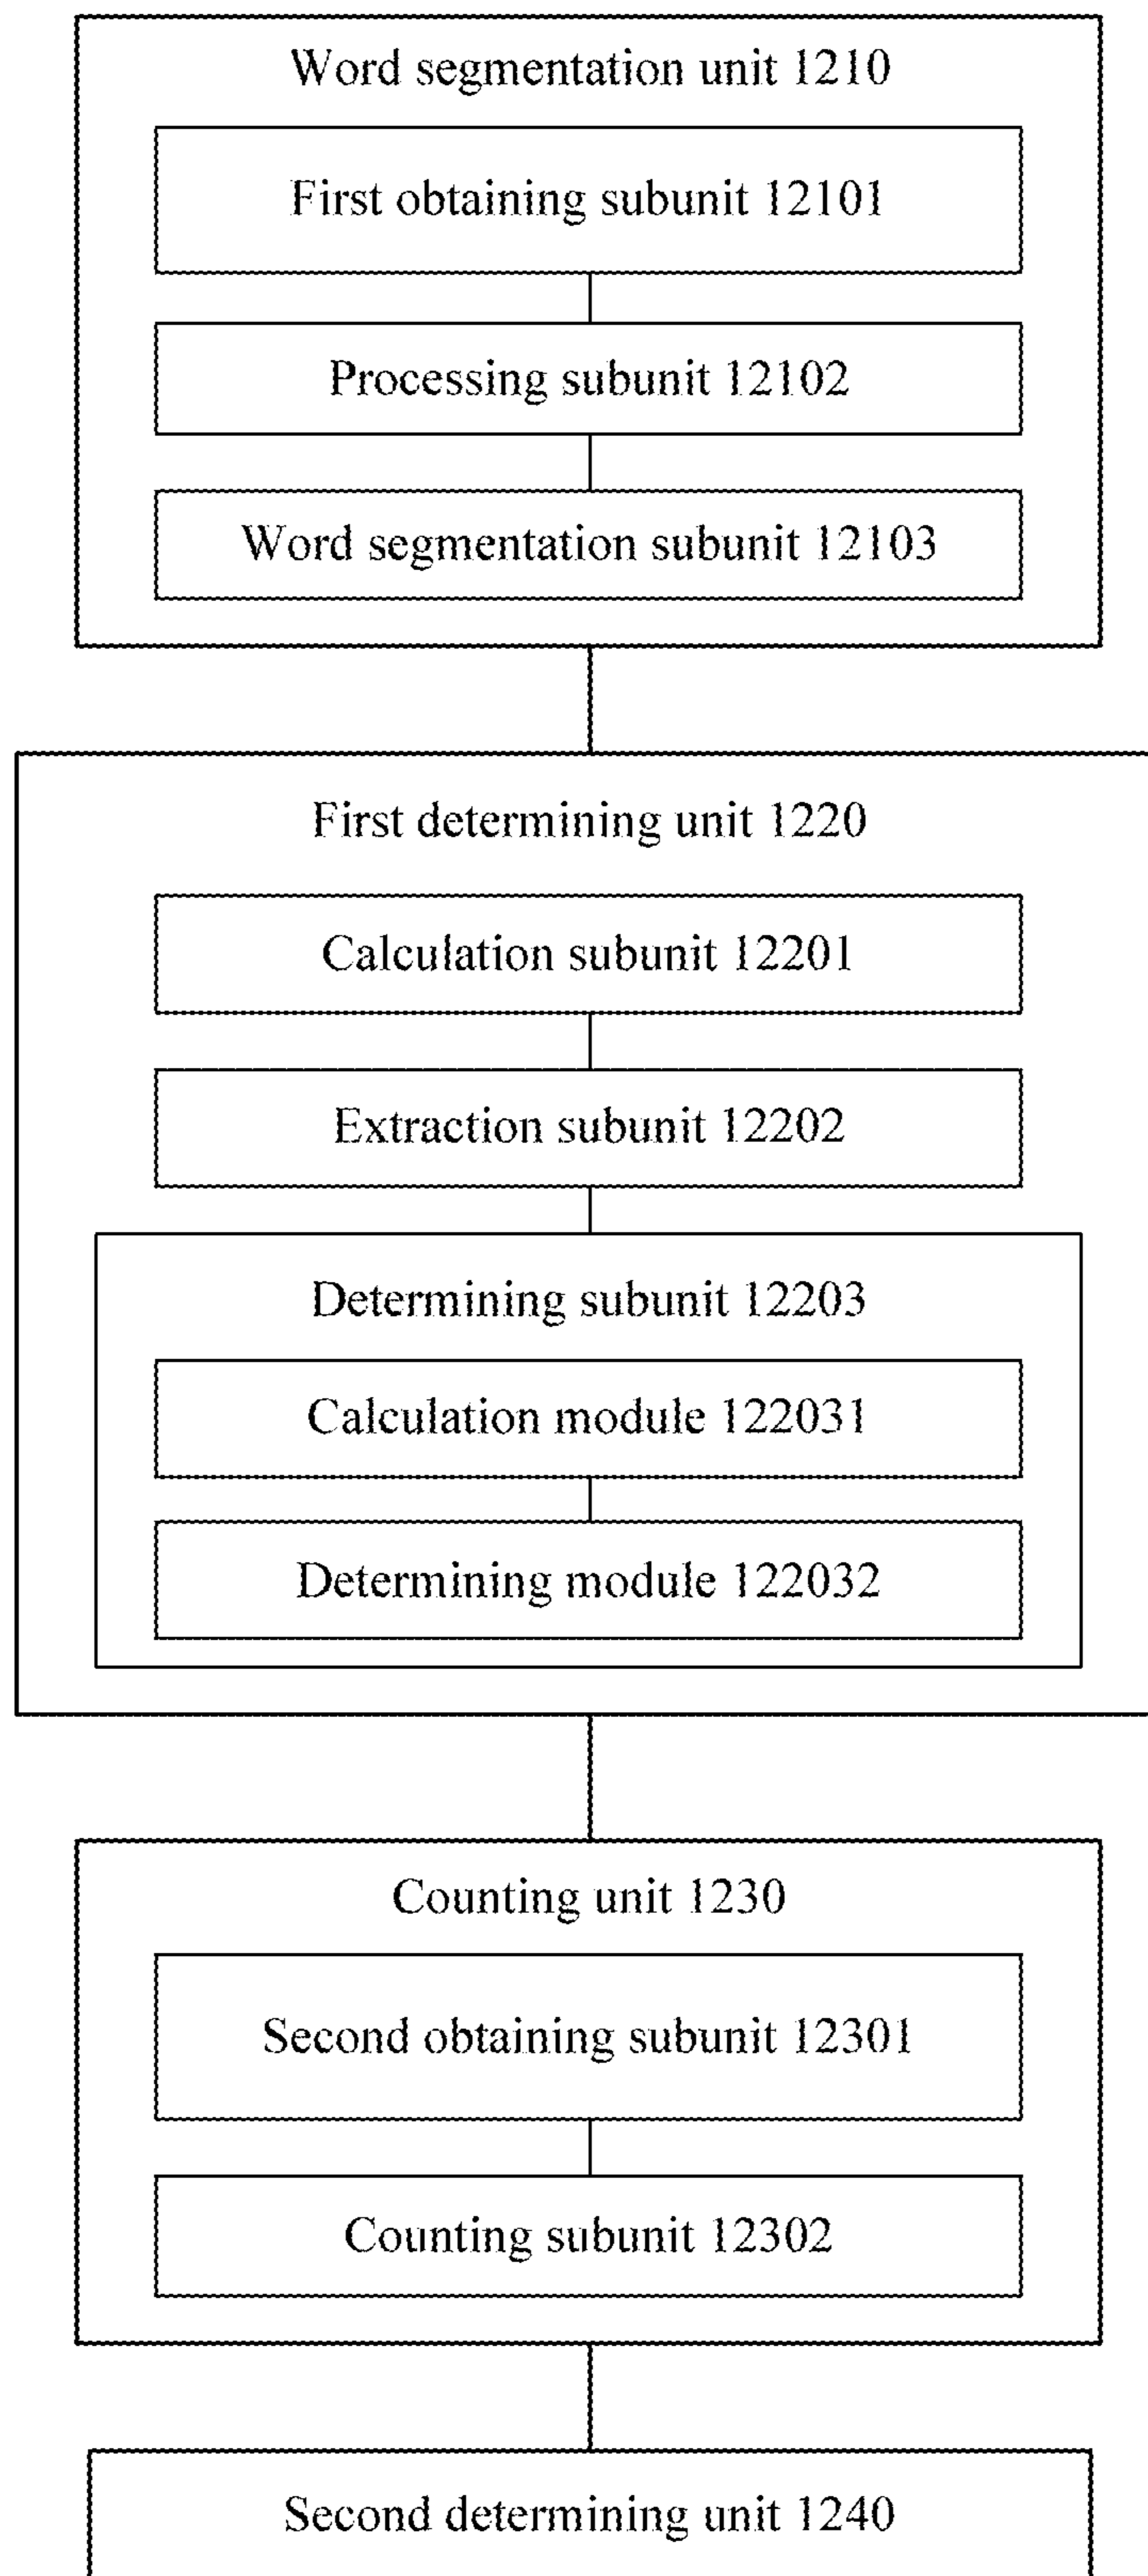 Word segmentation unit 1210
First obtaining subunit 12101
Processing subunit 12102
Word segmentation subunit 12103
First determining unit 1220
Calculation subunit 12201
Extraction subunit 12202
Determining subunit 12203
Calculation module 122031
Determining module 122032
Counting unit 1230
Second obtaining subunit 12301
Counting subunit 12302
Second determining unit 1240